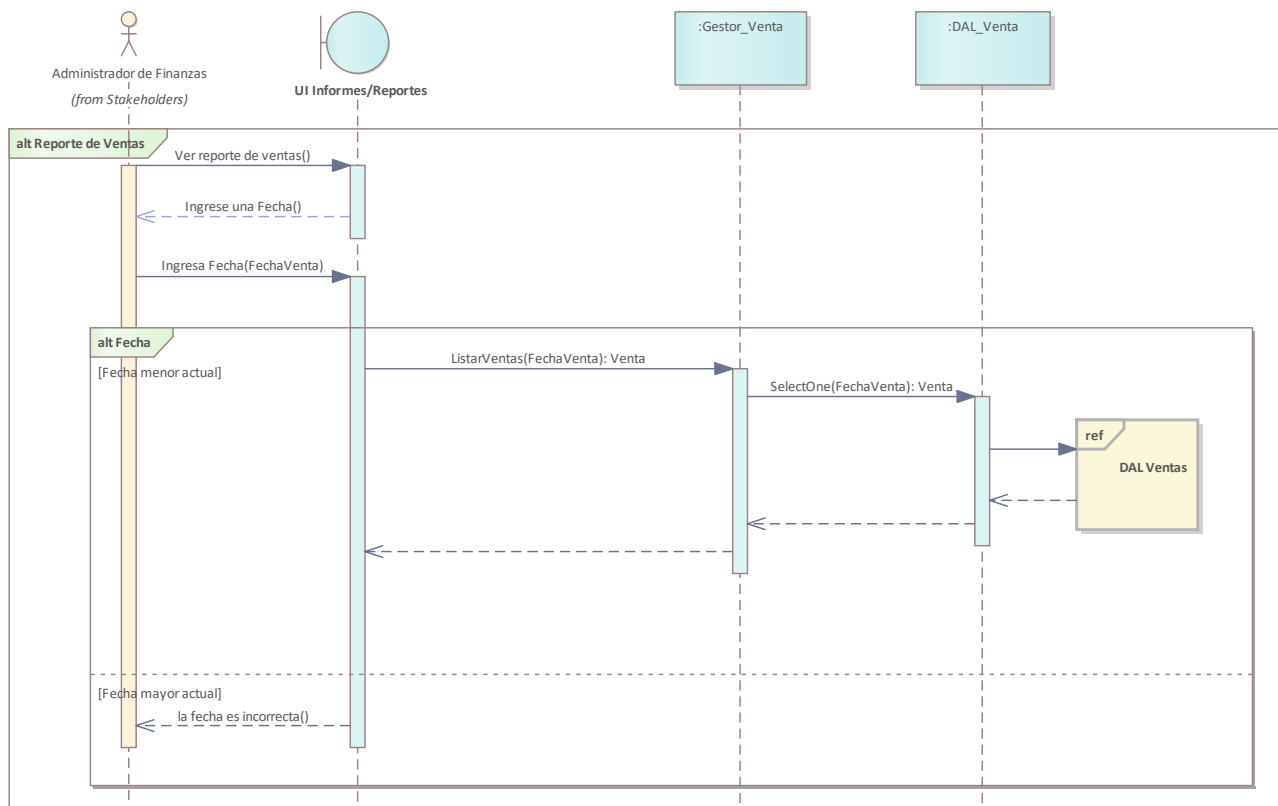 :Gestor_Venta
:DAL_Venta
Administrador de Finanzas
(from Stakeholders)
UI Informes/Reportes
alt Reporte de Ventas
Ver reporte de ventas()
Ingrese una Fecha()
Ingresa Fecha(FechaVenta)
alt Fecha
[Fecha menor actual]
ListarVentas(FechaVenta): Venta
SelectOne(FechaVenta): Venta
ref
DAL Ventas
[Fecha mayor actual]
la fecha es incorrecta()